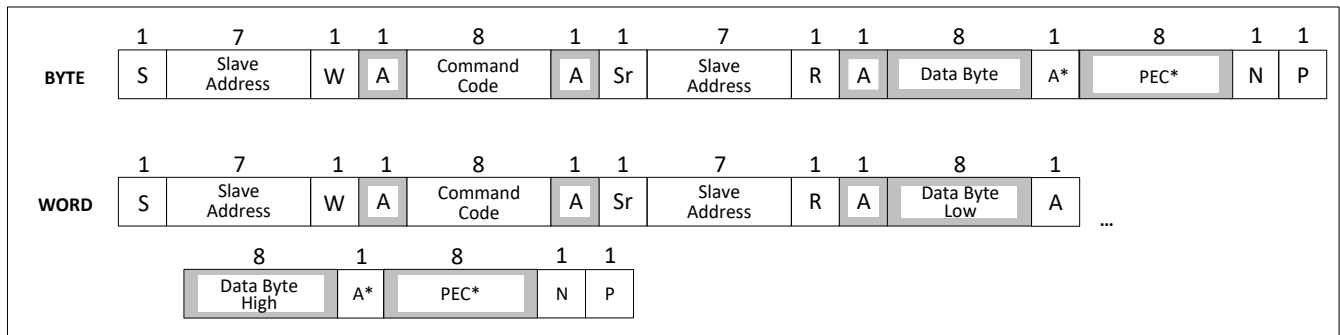 1 7 1 1 8 1 1 7 1 1 8 1 8 1 1
BYTE S Slave Address W A Command Code A Sr Slave Address R A Data Byte A* PEC* N P
1 7 1 1 8 1 1 7 1 1 8 1
WORD S Slave Address W A Command Code A Sr Slave Address R A Data Byte Low A ...
8 1 8 1 1
Data Byte High A* PEC* N P